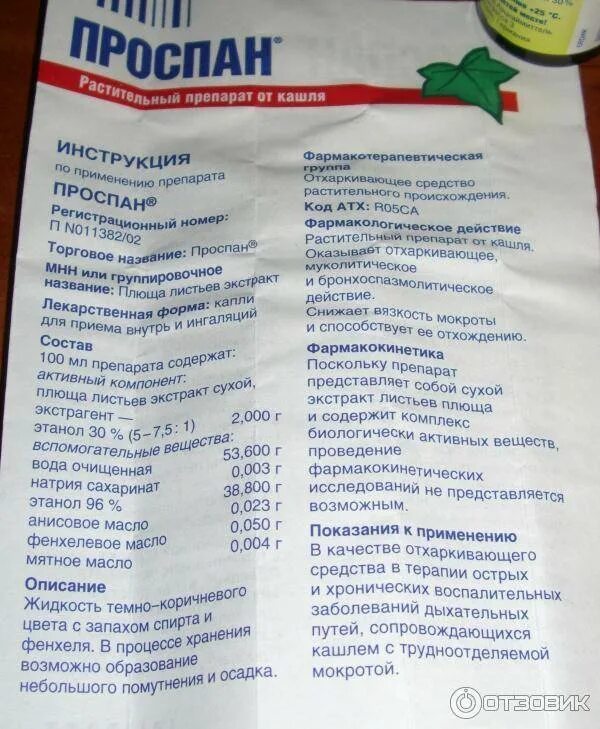 ПРОСПАН®
Растительный препарат от кашля
ИНСТРУКЦИЯ
по применению препарата
ПРОСПАН®
Регистрационный номер:
П N011382/02
Торговое название: Проспан®
МНН или группировочное
название: Плюща листьев экстракт
Лекарственная форма: капли
для приема внутрь и ингаляций
Состав
100 мл препарата содержат:
активный компонент:
плюща листьев экстракт сухой,
экстрагент —
этанол 30 % (5–7,5 : 1) 2,000 г
вспомогательные вещества:
вода очищенная 53,600 г
натрия сахаринат 0,003 г
этанол 96 % 38,800 г
анисовое масло 0,023 г
фенхелевое масло 0,050 г
мятное масло 0,004 г
Описание
Жидкость темно-коричневого
цвета с запахом спирта и
фенхеля. В процессе хранения
возможно образование
небольшого помутнения и осадка.
Фармакотерапевтическая
группа
Отхаркивающее средство
растительного происхождения.
Код АТХ: R05CA
Фармакологическое действие
Растительный препарат от кашля.
Оказывает отхаркивающее,
муколитическое
и бронхоспазмолитическое
действие.
Снижает вязкость мокроты
и способствует ее отхождению.
Фармакокинетика
Поскольку препарат
представляет собой сухой
экстракт листьев плюща
и содержит комплекс
биологически активных веществ,
проведение
фармакокинетических
исследований не представляется
возможным.
Показания к применению
В качестве отхаркивающего
средства в терапии острых
и хронических воспалительных
заболеваний дыхательных
путей, сопровождающихся
кашлем с трудноотделяемой
мокротой.
+25 °C.
месте!
ОТЗОВИК